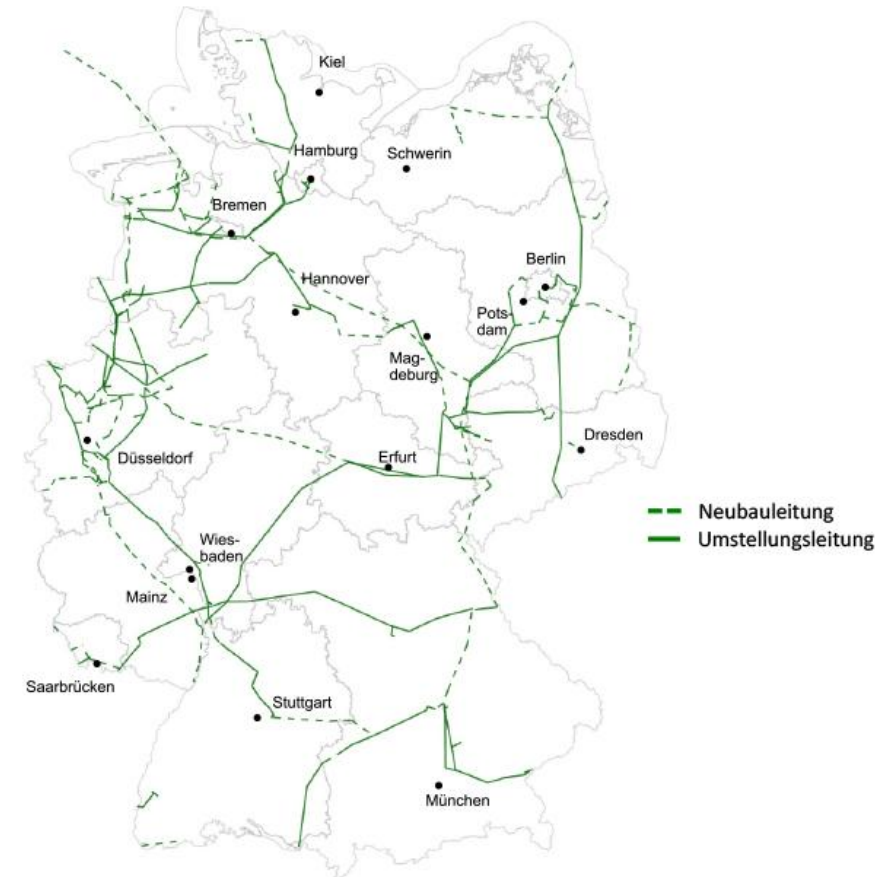 Kiel
Hamburg
Schwerin
Bremen
Berlin
Hannover
Pots-
dam
Mag-
deburg
Dresden
Düsseldorf
Erfurt
Neubauleitung
Umstellungsleitung
Wies-
baden
Mainz
Saarbrücken
Stuttgart
München